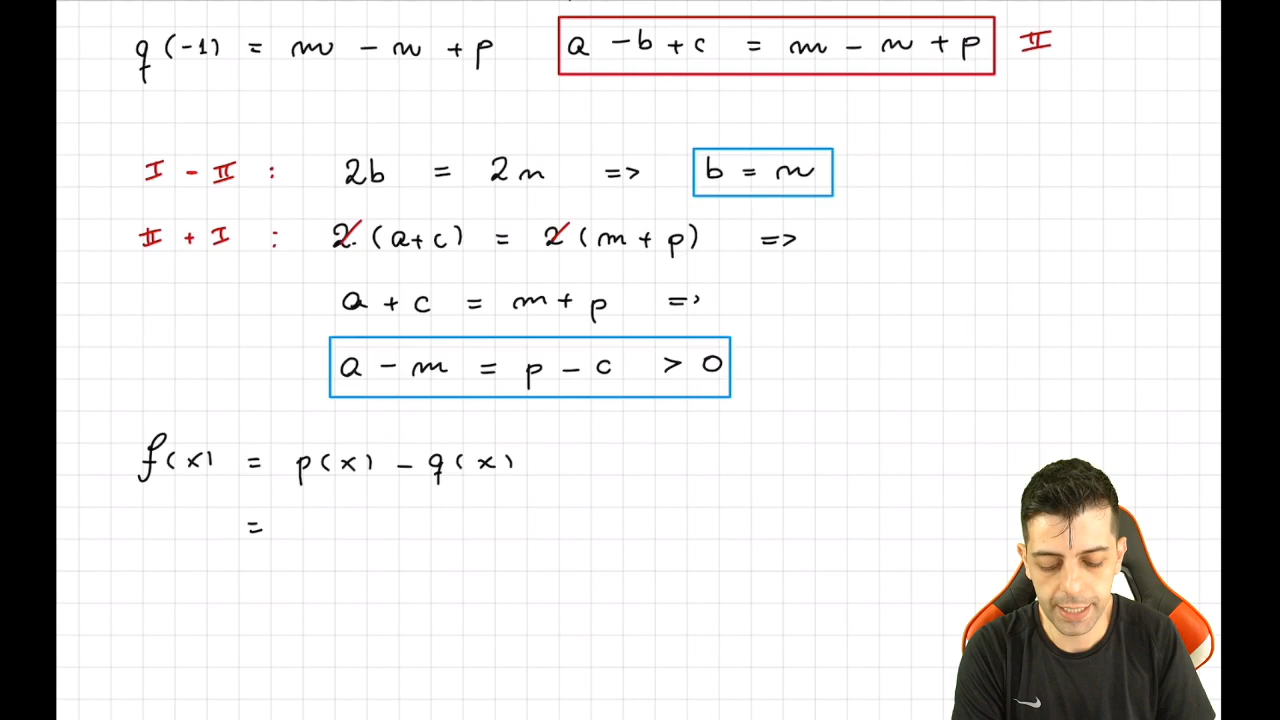 q(-1) = m - n + p a - b + c = m - n + p II
I - II : 2b = 2n => b = n
II + I : 2.(a+c) = 2(m + p) =>
a + c = m + p =>
a - m = p - c > 0
f(x) = p(x) - q(x)
=